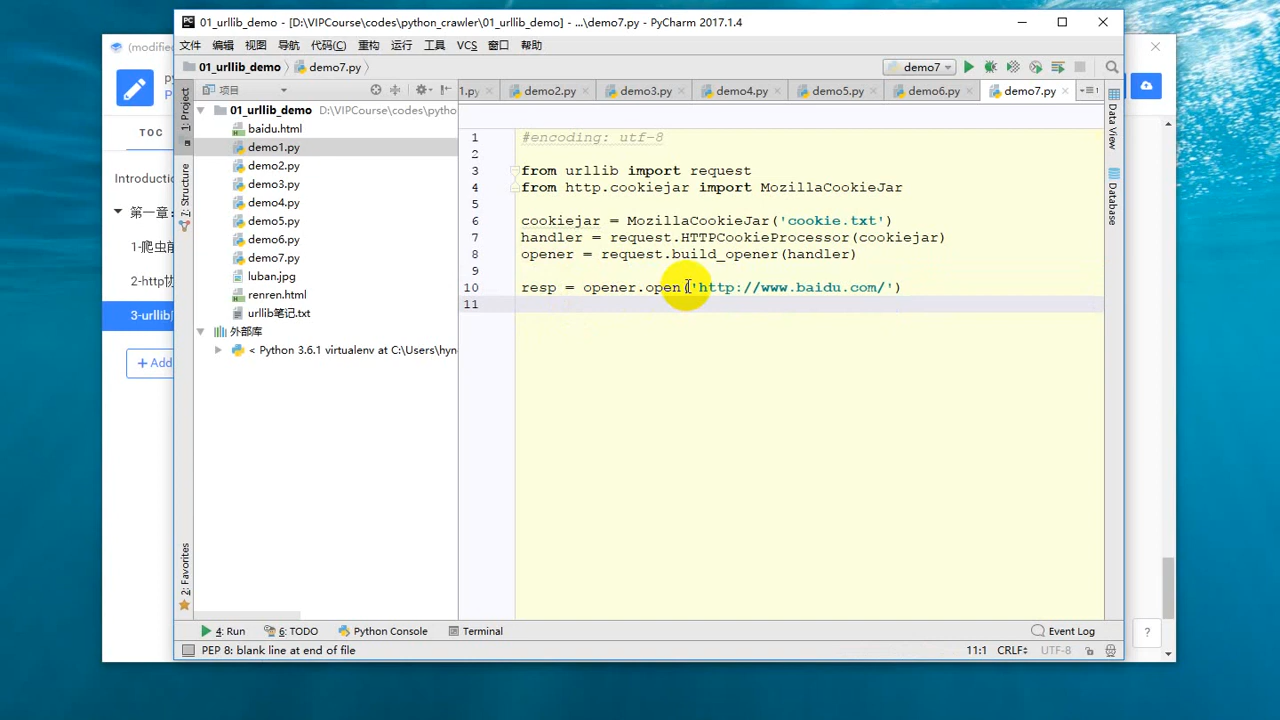 01_urllib_demo - [D:\VIPCourse\codes\python_crawler\01_urllib_demo] - ...\demo7.py - PyCharm 2017.1.4
文件 编辑 视图 导航 代码(C) 重构 运行 工具 VCS 窗口 帮助
01_urllib_demo demo7.py demo7
项目
1.py demo2.py demo3.py demo4.py demo5.py demo6.py demo7.py
(modified
TOC
Introduction
第一章：
1-爬虫前
2-http协
3-urllib
+ Add
1: Project
7: Structure
2: Favorites
01_urllib_demo D:\VIPCourse\codes\pytho
baidu.html
demo1.py
demo2.py
demo3.py
demo4.py
demo5.py
demo6.py
demo7.py
luban.jpg
renren.html
urllib笔记.txt
外部库
< Python 3.6.1 virtualenv at C:\Users\hyn
1 #encoding: utf-8
2
3 from urllib import request
4 from http.cookiejar import MozillaCookieJar
5
6 cookiejar = MozillaCookieJar('cookie.txt')
7 handler = request.HTTPCookieProcessor(cookiejar)
8 opener = request.build_opener(handler)
9
10 resp = opener.open('http://www.baidu.com/')
11
Data View
Database
4: Run 6: TODO Python Console Terminal Event Log
?
PEP 8: blank line at end of file 11:1 CRLF UTF-8